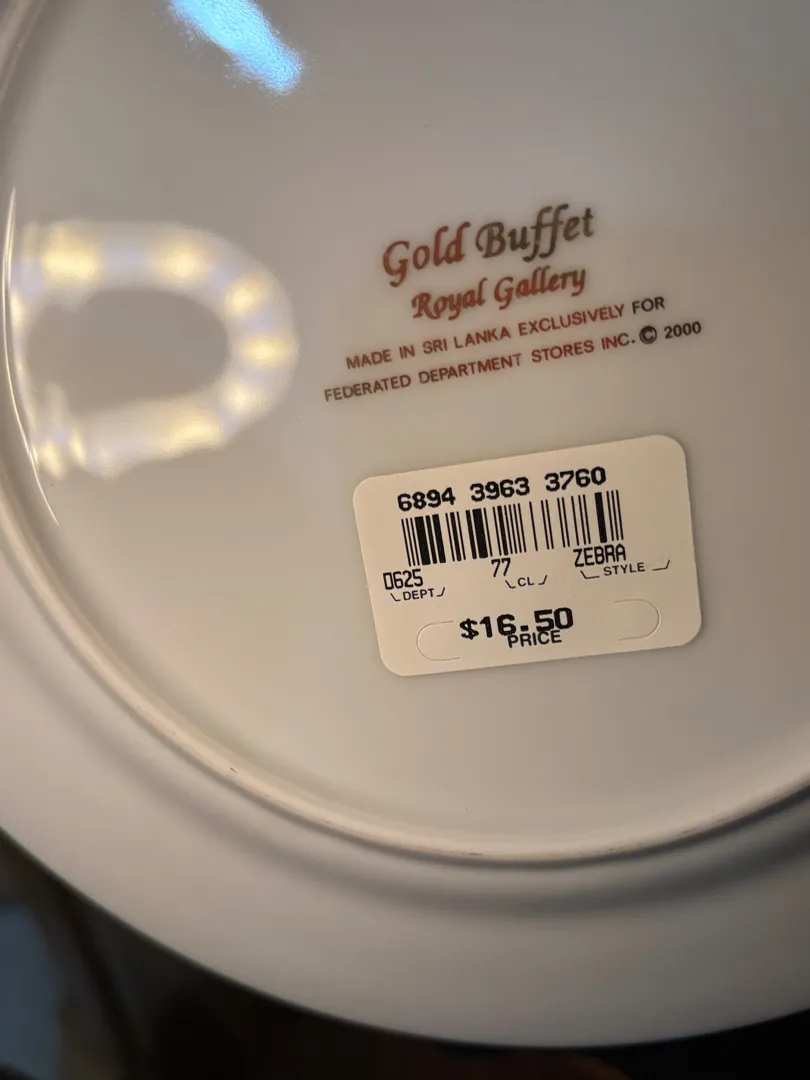 Gold Buffet
Royal Gallery
MADE IN SRI LANKA EXCLUSIVELY FOR
FEDERATED DEPARTMENT STORES INC. © 2000
6894 3963 3760
D625 77 ZEBRA
DEPT CL STYLE
$16.50
PRICE